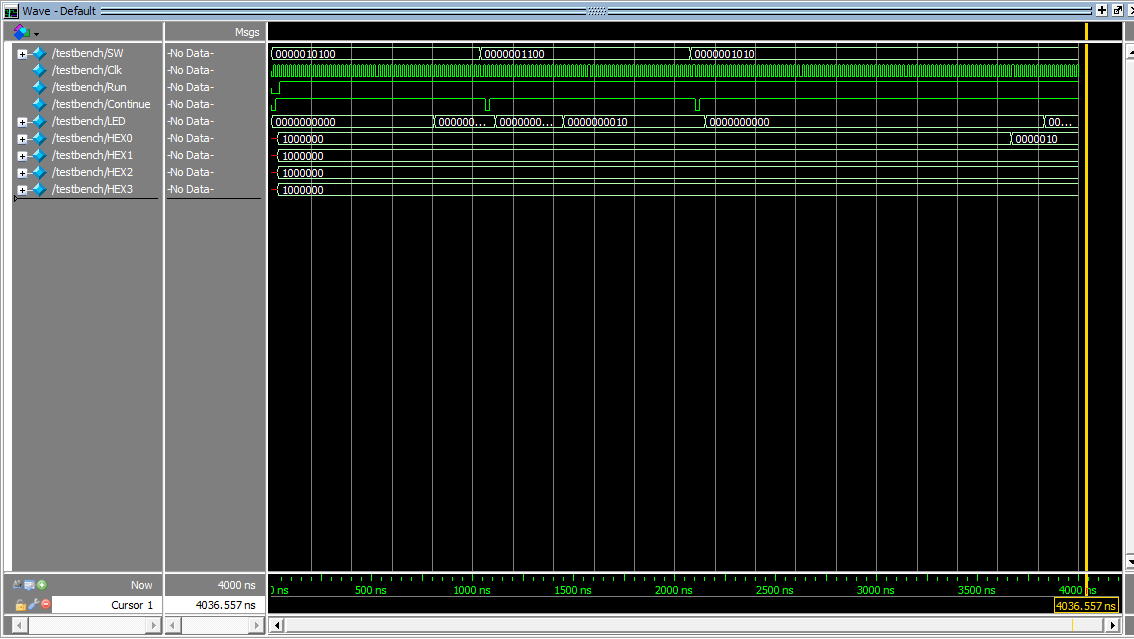 Wave - Default
Msgs
/testbench/SW -No Data- 0000010100 0000001100 0000001010
/testbench/Clk -No Data-
/testbench/Run -No Data-
/testbench/Continue -No Data-
/testbench/LED -No Data- 0000000000 000000... 0000000... 0000000010 0000000000 00...
/testbench/HEX0 -No Data- 1000000 0000010
/testbench/HEX1 -No Data- 1000000
/testbench/HEX2 -No Data- 1000000
/testbench/HEX3 -No Data- 1000000
Now 4000 ns ns 500 ns 1000 ns 1500 ns 2000 ns 2500 ns 3000 ns 3500 ns 4000 ns
Cursor 1 4036.557 ns 4036.557 ns